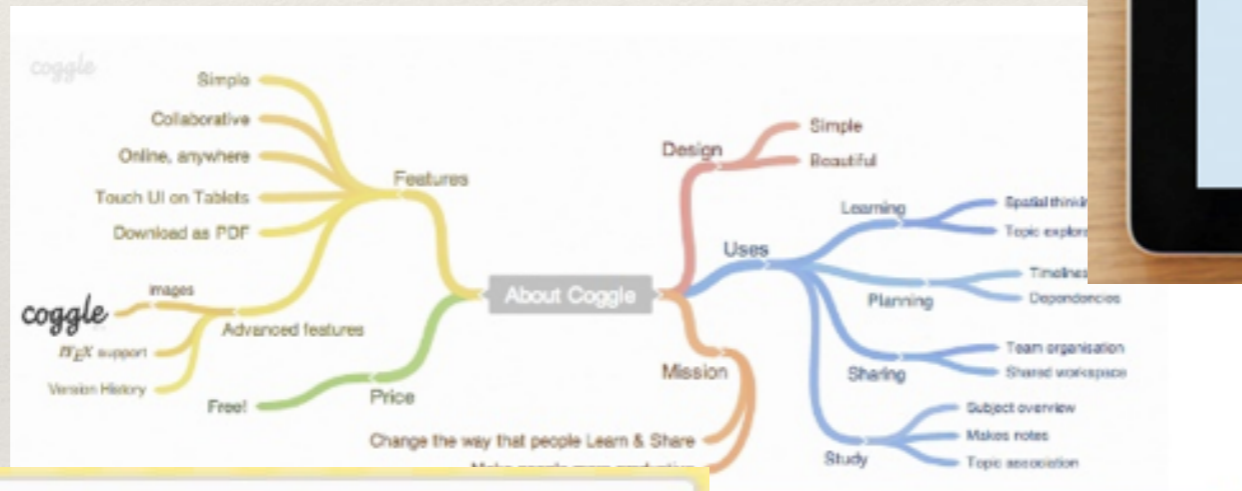 coggle
Simple
Collaborative
Online, anywhere
Touch UI on Tablets
Download as PDF
Features
images
coggle
Advanced features
LATEX support
Version History
Free!
Price
About Coggle
Design
Simple
Beautiful
Uses
Learning
Spatial
Topic
Planning
Timelines
Dependencies
Sharing
Team organisation
Shared workspace
Study
Subject overview
Makes notes
Topic association
Mission
Change the way that people Learn & Share